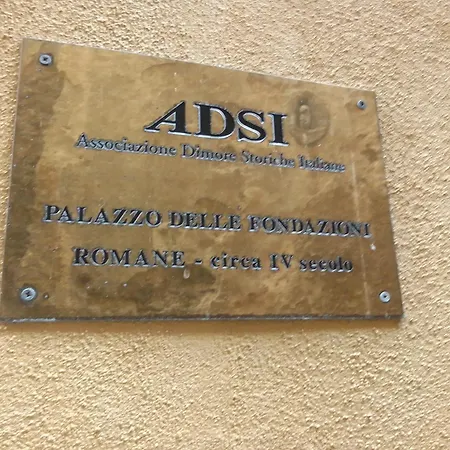 ADSI
Associazione Dimore Storiche Italiane
PALAZZO DELLE FONDAZIONI
ROMANE - circa IV secolo